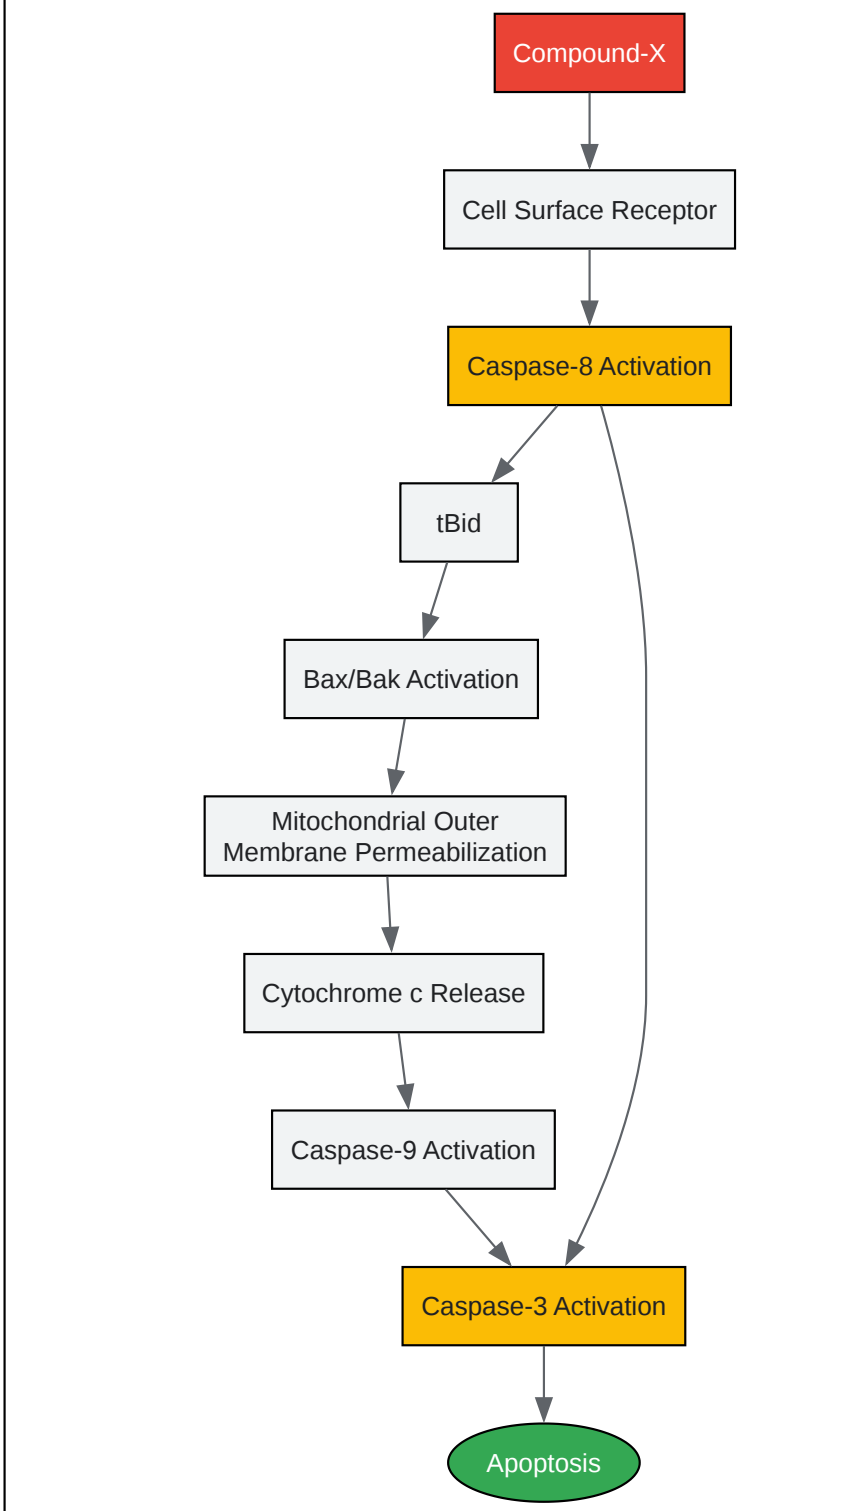 Compound-X
Cell Surface Receptor
Caspase-8 Activation
tBid
Bax/Bak Activation
Mitochondrial Outer
Membrane Permeabilization
Cytochrome c Release
Caspase-9 Activation
Caspase-3 Activation
Apoptosis